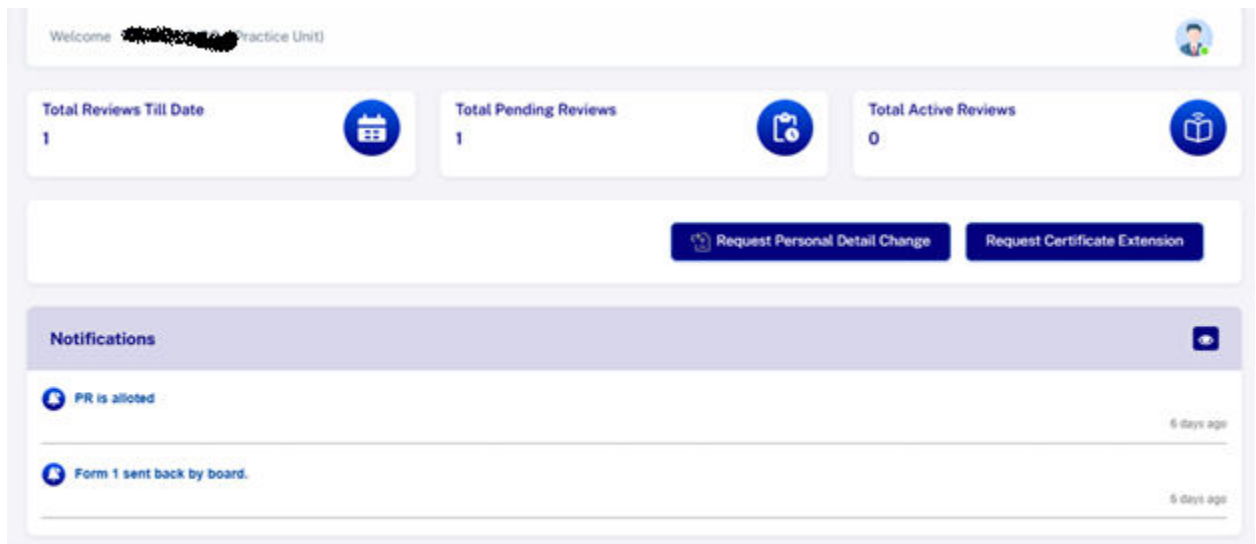 Welcome Practice Unit)
Total Reviews Till Date
1
Total Pending Reviews
1
Total Active Reviews
0
Request Personal Detail Change
Request Certificate Extension
Notifications
PR is alloted
6 days ago
Form 1 sent back by board.
6 days ago